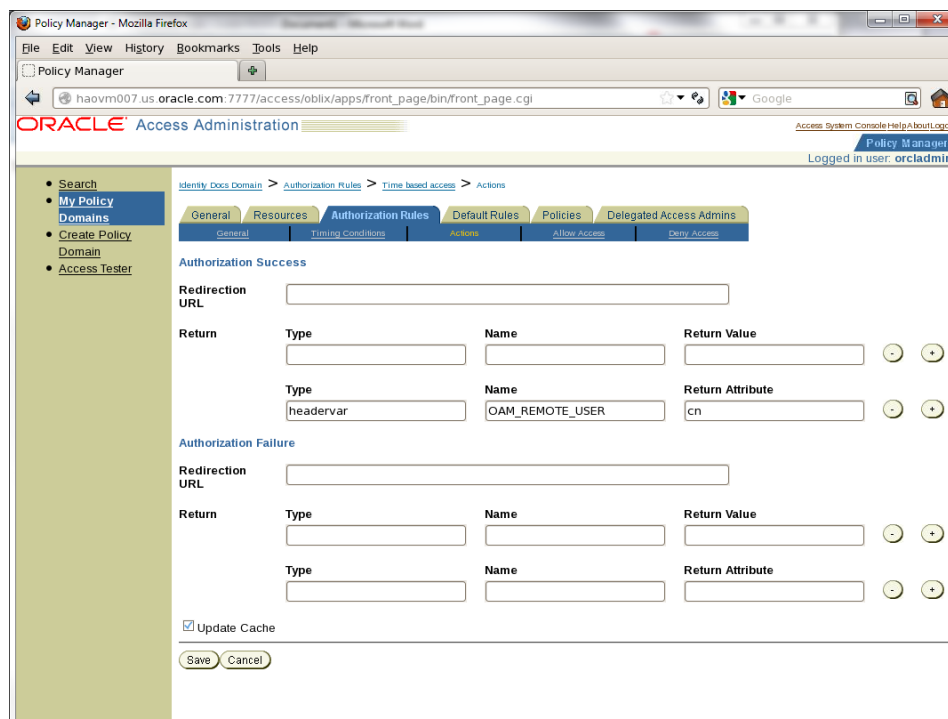 Policy Manager - Mozilla Firefox
File Edit View History Bookmarks Tools Help
Policy Manager
haovm007.us.oracle.com:7777/access/oblix/apps/front_page/bin/front_page.cgi
Google
ORACLE Access Administration
Access System Console Help About Logo
Policy Manager
Logged in user: orcladmin
Search
My Policy Domains
Create Policy Domain
Access Tester
Identity Docs Domain > Authorization Rules > Time based access > Actions
General Resources Authorization Rules Default Rules Policies Delegated Access Admins
General Timing Conditions Actions Allow Access Deny Access
Authorization Success
Redirection URL
Return Type Name Return Value
- +
Type Name Return Attribute
headervar OAM_REMOTE_USER cn - +
Authorization Failure
Redirection URL
Return Type Name Return Value
- +
Type Name Return Attribute
- +
Update Cache
Save Cancel